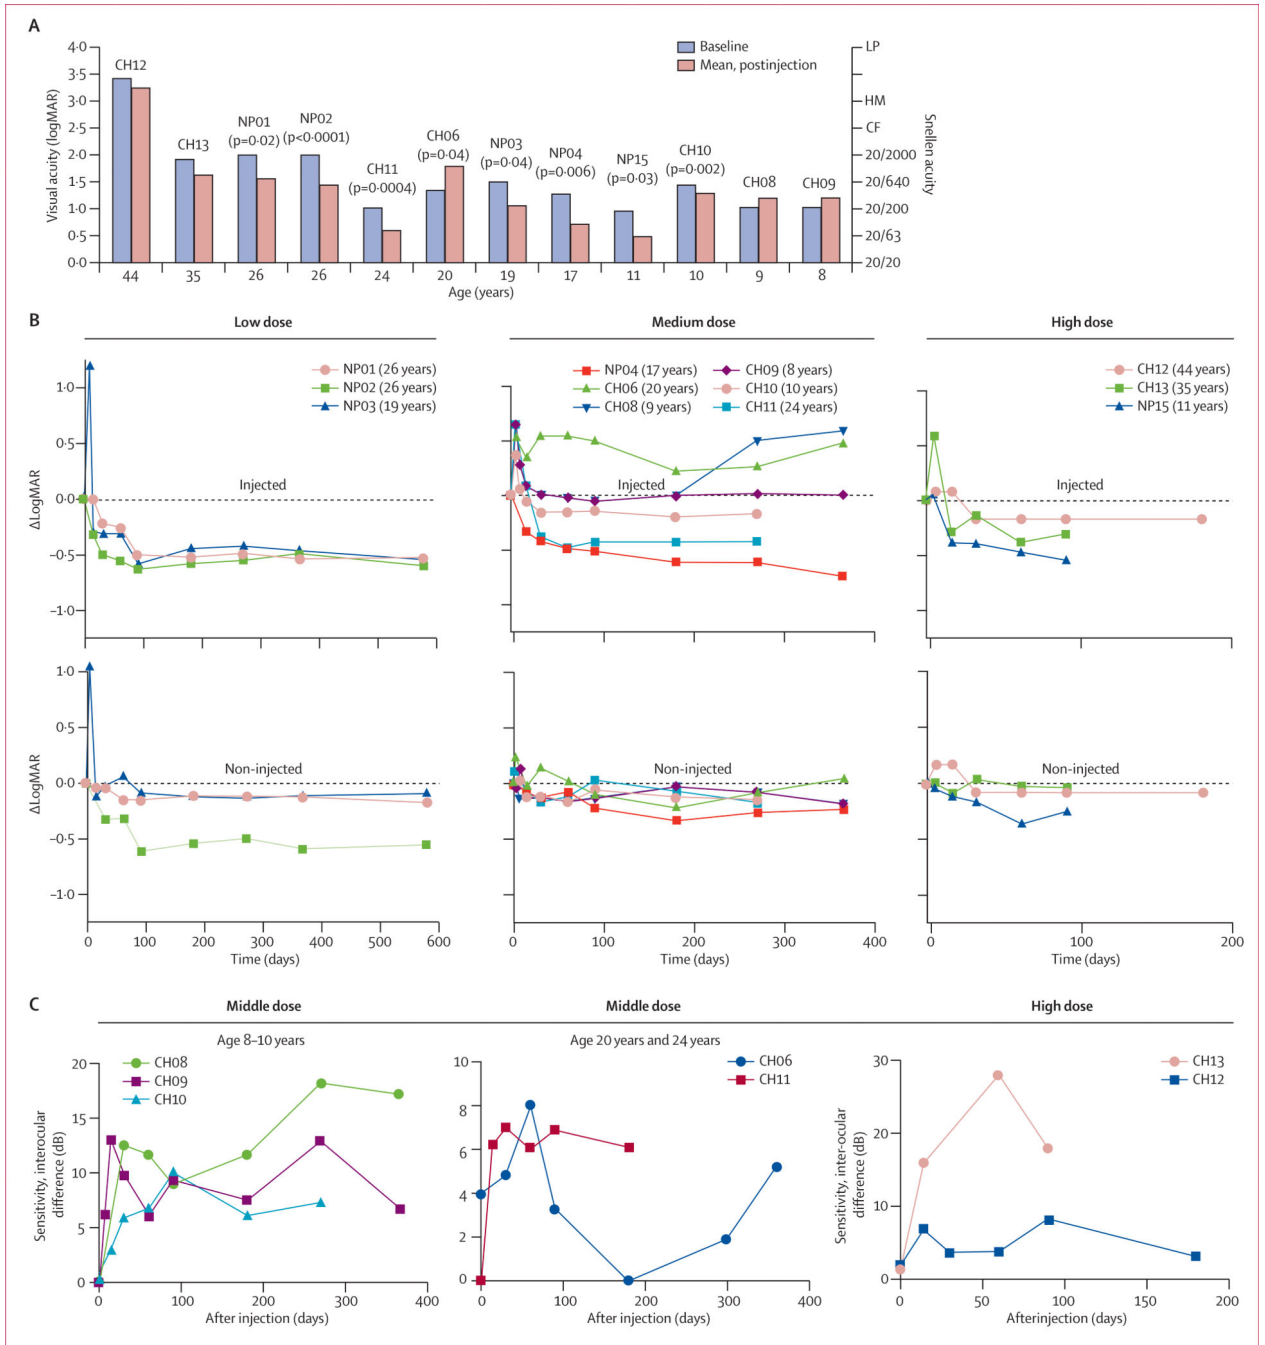 A
Baseline
Mean, postinjection
Visual acuity (logMAR)
4·0
3·5
3·0
2·5
2·0
1·5
1·0
0·5
0·0
CH12
CH13
NP01
(p=0·02)
NP02
(p<0·0001)
CH11
(p=0·0004)
CH06
(p=0·04)
NP03
(p=0·04)
NP04
(p=0·006)
NP15
(p=0·03)
CH10
(p=0·002)
CH08
CH09
LP
HM
CF
20/2000
20/640
20/200
20/63
20/20
Snellen acuity
44 35 26 26 24 20 19 17 11 10 9 8
Age (years)
B
Low dose
Medium dose
High dose
NP01 (26 years)
NP02 (26 years)
NP03 (19 years)
NP04 (17 years)
CH06 (20 years)
CH08 (9 years)
CH09 (8 years)
CH10 (10 years)
CH11 (24 years)
CH12 (44 years)
CH13 (35 years)
NP15 (11 years)
ΔLogMAR
1·0
0·5
0·0
–0·5
–1·0
Injected
Injected
Injected
ΔLogMAR
1·0
0·5
0·0
–0·5
–1·0
Non-injected
Non-injected
Non-injected
0 100 200 300 400 500 600
Time (days)
0 100 200 300 400
Time (days)
0 100 200
Time (days)
C
Middle dose
Middle dose
High dose
Age 8–10 years
Age 20 years and 24 years
CH08
CH09
CH10
Sensitivity, interocular
difference (dB)
20
15
10
5
0
0 100 200 300 400
After injection (days)
CH06
CH11
10
8
6
4
2
0
0 100 200 300 400
After injection (days)
CH13
CH12
Sensitivity, inter-ocular
difference (dB)
30
20
10
0
0 50 100 150 200
Afterinjection (days)